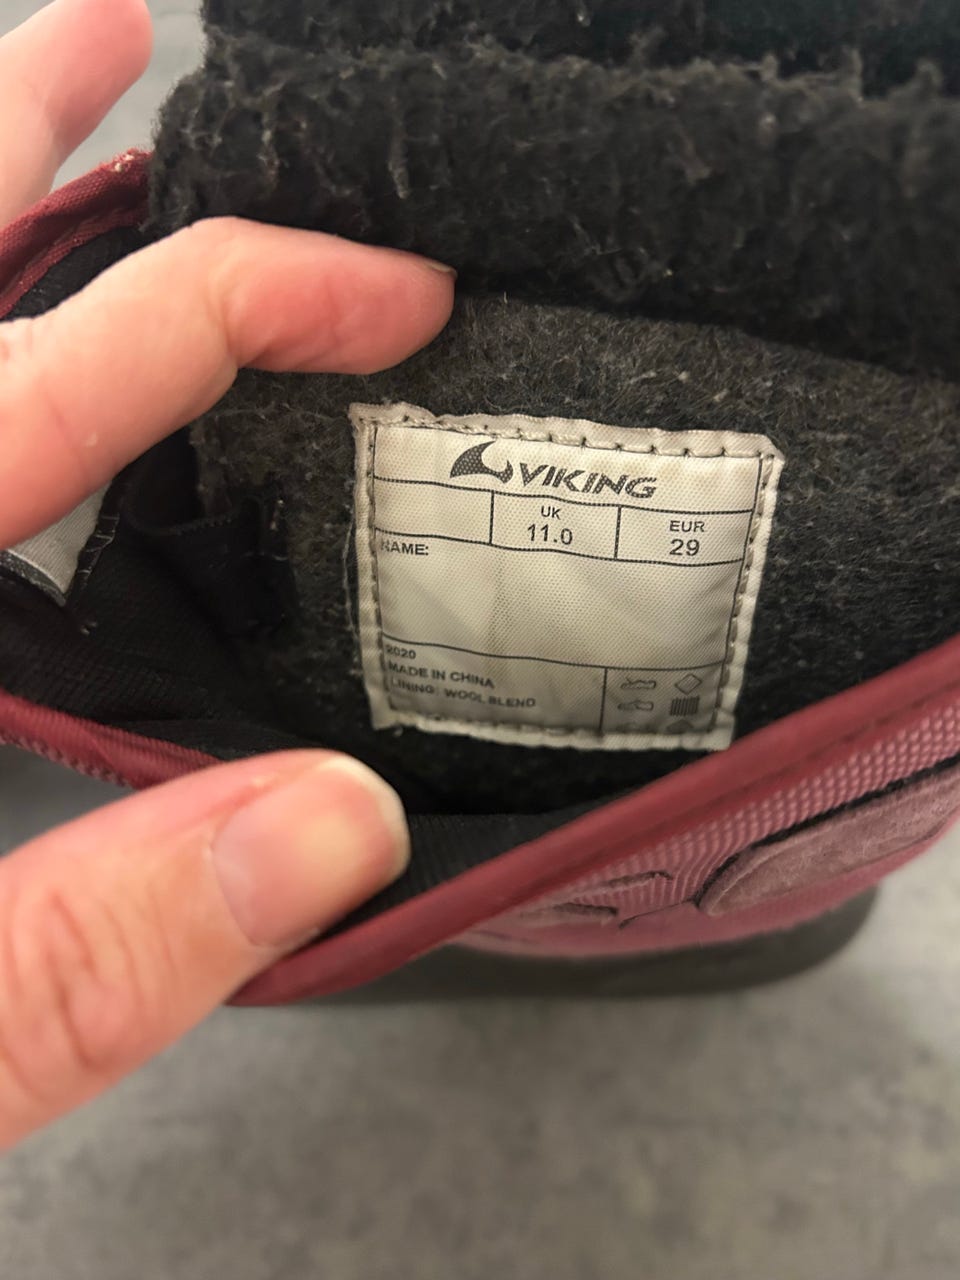 VIKING
UK
11.0
EUR
29
NAME:
2020
MADE IN CHINA
LINING: WOOL BLEND